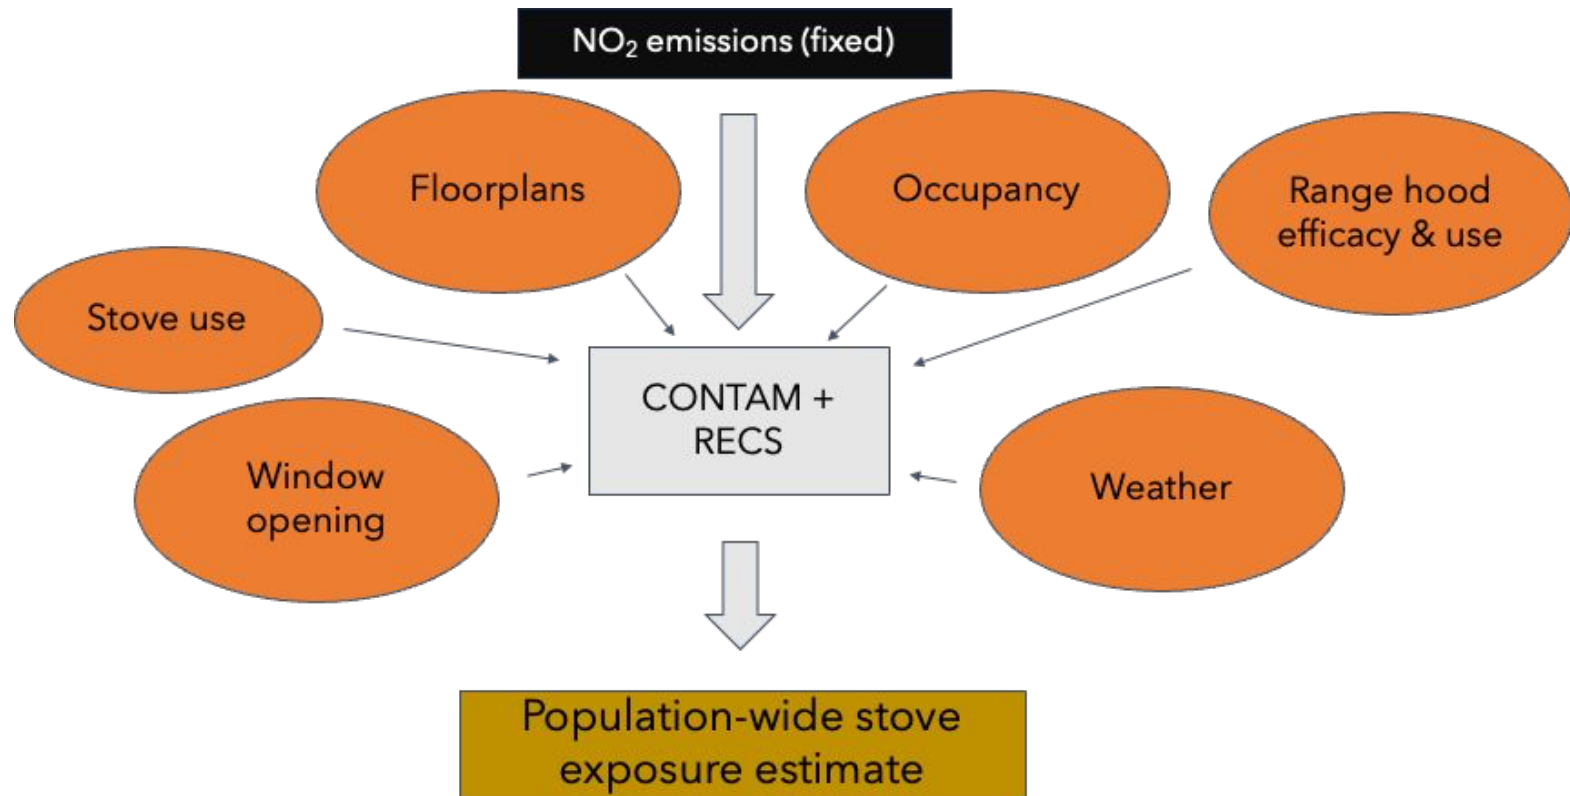 NO₂ emissions (fixed)
Floorplans
Occupancy
Range hood
efficacy & use
Stove use
CONTAM +
RECS
Window
opening
Weather
Population-wide stove
exposure estimate